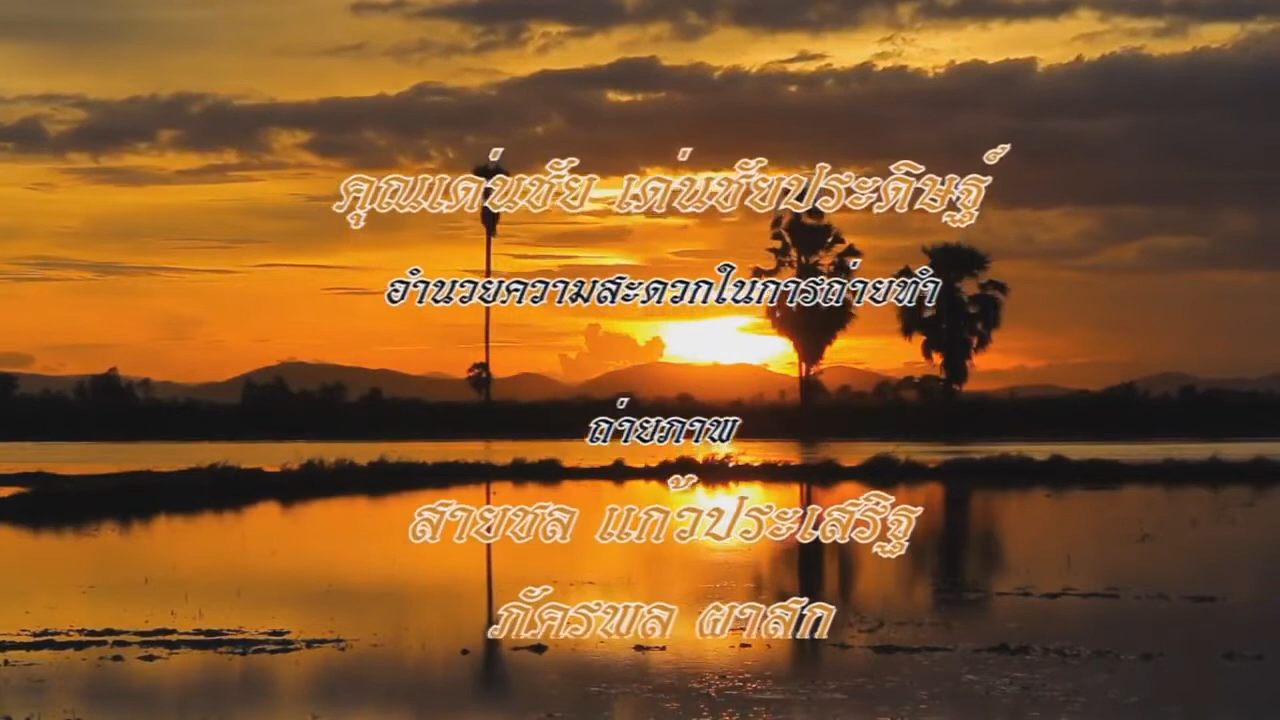 คุณเด่นชัย เด่นชัยประดิษฐ์
อำนวยความสะดวกในการถ่ายทำ
ถ่ายภาพ
สายชล แก้วประเสริฐ
ภัครพล ผาสก